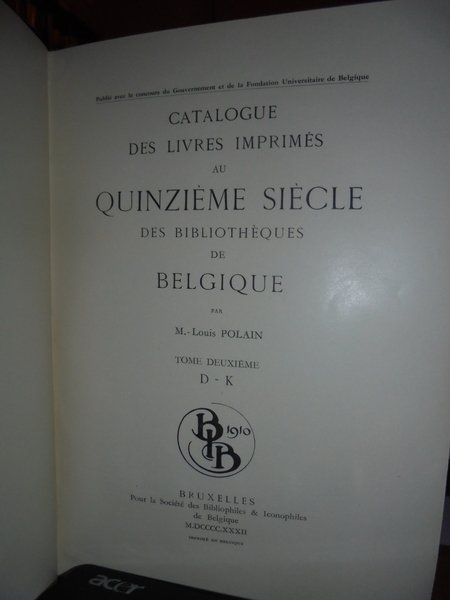 Publié avec le concours du Gouvernement et de la Fondation Universitaire de Belgique
CATALOGUE
DES LIVRES IMPRIMÉS
AU
QUINZIÈME SIÈCLE
DES BIBLIOTHÈQUES
DE
BELGIQUE
PAR
M.-Louis POLAIN
TOME DEUXIÈME
D - K
1910
BIB
BRUXELLES
Pour la Société des Bibliophiles & Iconophiles
de Belgique
M.DCCCC.XXXII
IMPRIMÉ EN BELGIQUE
acer